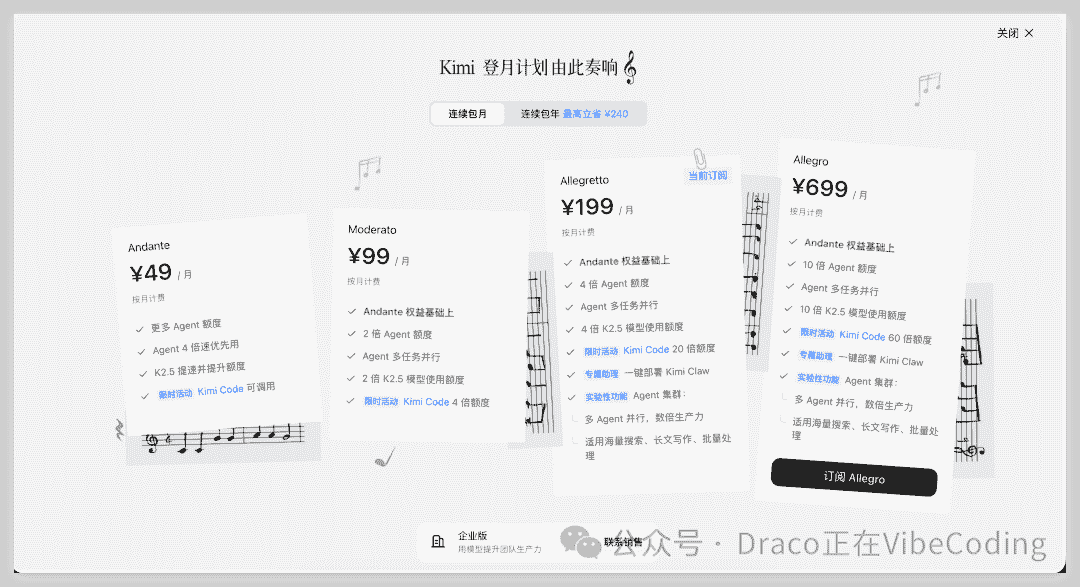 关闭 ×
Kimi 登月计划 由此奏响
连续包月
连续包年 最高立省 ¥240
Andante
¥49 / 月
按月计费
更多 Agent 额度
Agent 4 倍速优先用
K2.5 提速并提升额度
限时活动 Kimi Code 可调用
Moderato
¥99 / 月
按月计费
Andante 权益基础上
2 倍 Agent 额度
Agent 多任务并行
2 倍 K2.5 模型使用额度
限时活动 Kimi Code 4 倍额度
Allegretto
当前订阅
¥199 / 月
按月计费
Andante 权益基础上
4 倍 Agent 额度
Agent 多任务并行
4 倍 K2.5 模型使用额度
限时活动 Kimi Code 20 倍额度
专属助理 一键部署 Kimi Claw
实验性功能 Agent 集群：
多 Agent 并行，数倍生产力
适用海量搜索、长文写作、批量处
理
Allegro
¥699 / 月
按月计费
Andante 权益基础上
10 倍 Agent 额度
Agent 多任务并行
10 倍 K2.5 模型使用额度
限时活动 Kimi Code 60 倍额度
专属助理 一键部署 Kimi Claw
实验性功能 Agent 集群：
多 Agent 并行，数倍生产力
适用海量搜索、长文写作、批量处
理
订阅 Allegro
企业版
用模型提升团队生产力
联系销售
公众号 · Draco正在VibeCoding